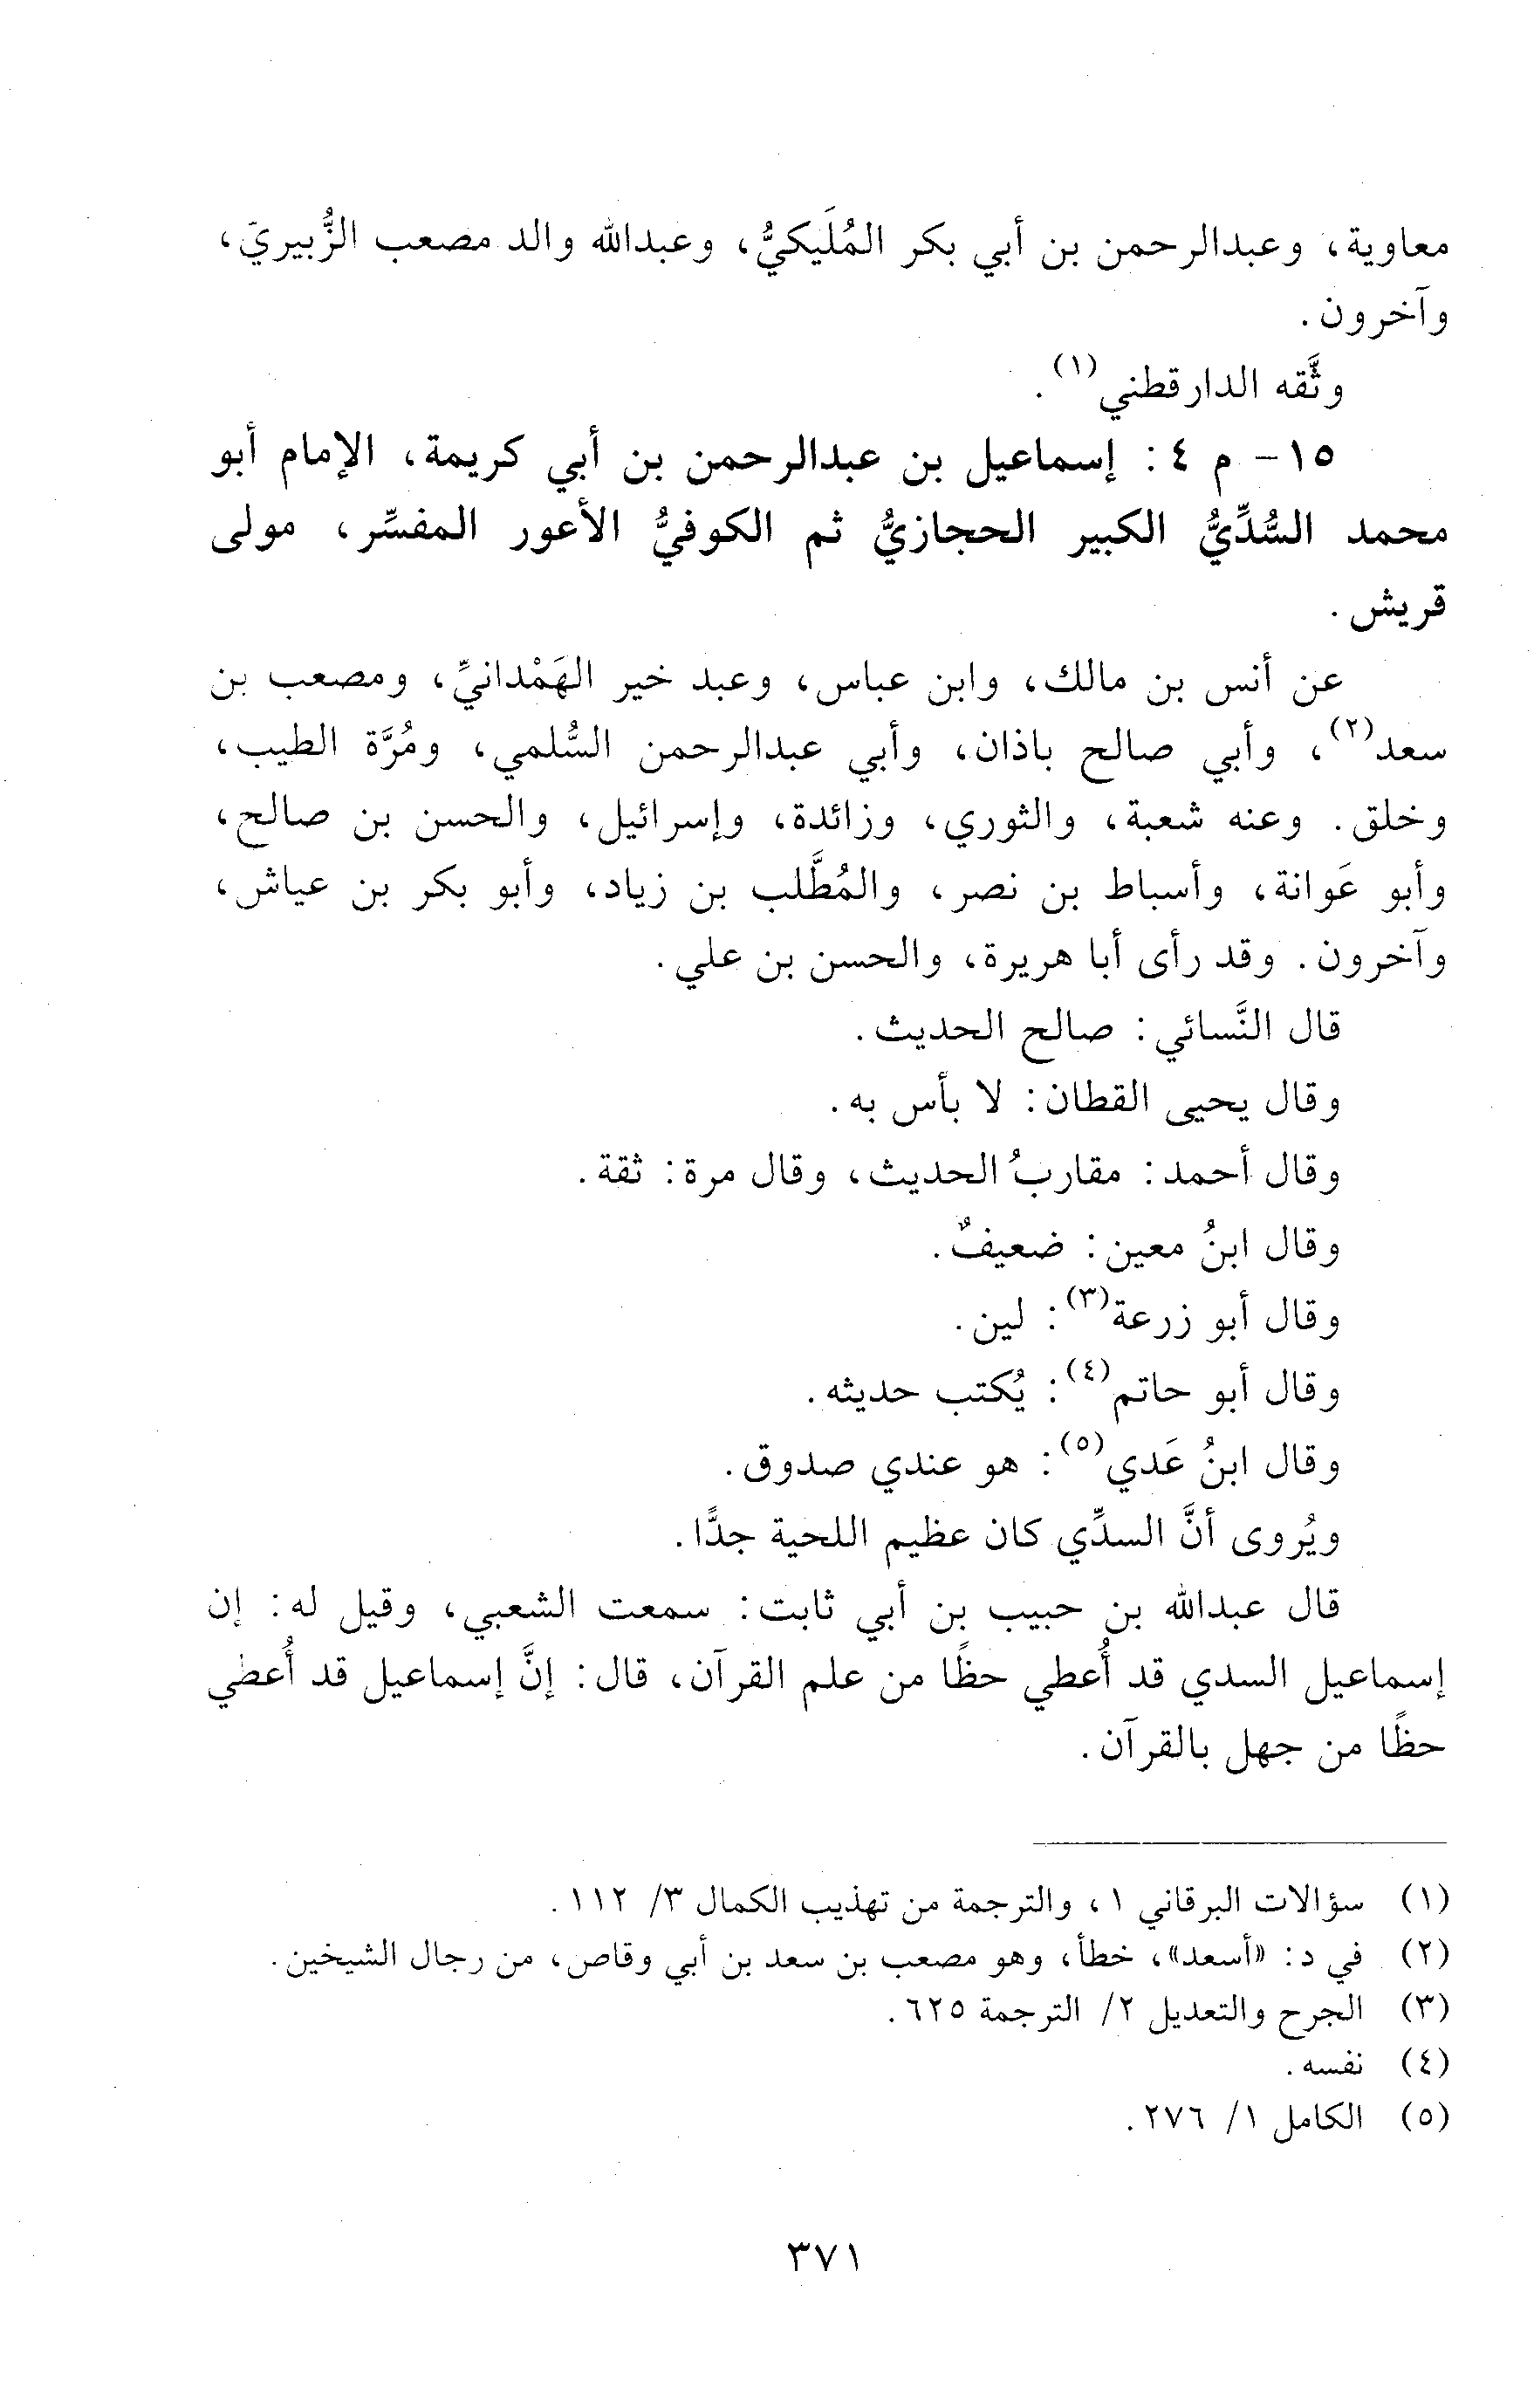 معاوية، وعبدالرحمن بن أبي بكر المُلَيكيُّ، وعبدالله والد مصعب الزُّبيريَ،
وآخرون.
وثَّقه الدارقطني(١).
١٥- م ٤: إسماعيل بن عبدالرحمن بن أبي كريمة، الإمام أبو
محمد السُّدِّيُّ الكبير الحجازيُّ ثم الكوفيُّ الأعور المفسِّر، مولى
قريش.
عن أنس بن مالك، وابن عباس، وعبد خير الهَمْدانيِّ، ومصعب بن
سعد(٢)، وأبي صالح باذان، وأبي عبدالرحمن السُّلمي، ومُرَّة الطيب،
وخلق. وعنه شعبة، والثوري، وزائدة، وإسرائيل، والحسن بن صالح،
وأبو عَوانة، وأسباط بن نصر، والمُطَّلب بن زياد، وأبو بكر بن عياش،
وآخرون. وقد رأى أبا هريرة، والحسن بن علي.
قال النَّسائي: صالح الحديث.
وقال يحيى القطان: لا بأس به.
وقال أحمد: مقاربُ الحديث، وقال مرة: ثقة.
وقال ابنُ معين: ضعيفٌ.
وقال أبو زرعة(٣): لين.
وقال أبو حاتم(٤): يُكتب حديثه.
وقال ابنُ عَدي(٥): هو عندي صدوق.
ويُروى أنَّ السدِّي كان عظيم اللحية جدًّا.
قال عبدالله بن حبيب بن أبي ثابت: سمعت الشعبي، وقيل له: إن
إسماعيل السدي قد أُعطي حظًا من علم القرآن، قال: إنَّ إسماعيل قد أُعطي
حظًا من جهل بالقرآن.
(١) سؤالات البرقاني ١، والترجمة من تهذيب الكمال ٣/ ١١٢.
(٢) في د: «أسعد»، خطأ، وهو مصعب بن سعد بن أبي وقاص، من رجال الشيخين.
(٣) الجرح والتعديل ٢/ الترجمة ٦٢٥.
(٤) نفسه.
(٥) الكامل ١/ ٢٧٦.
٣٧١